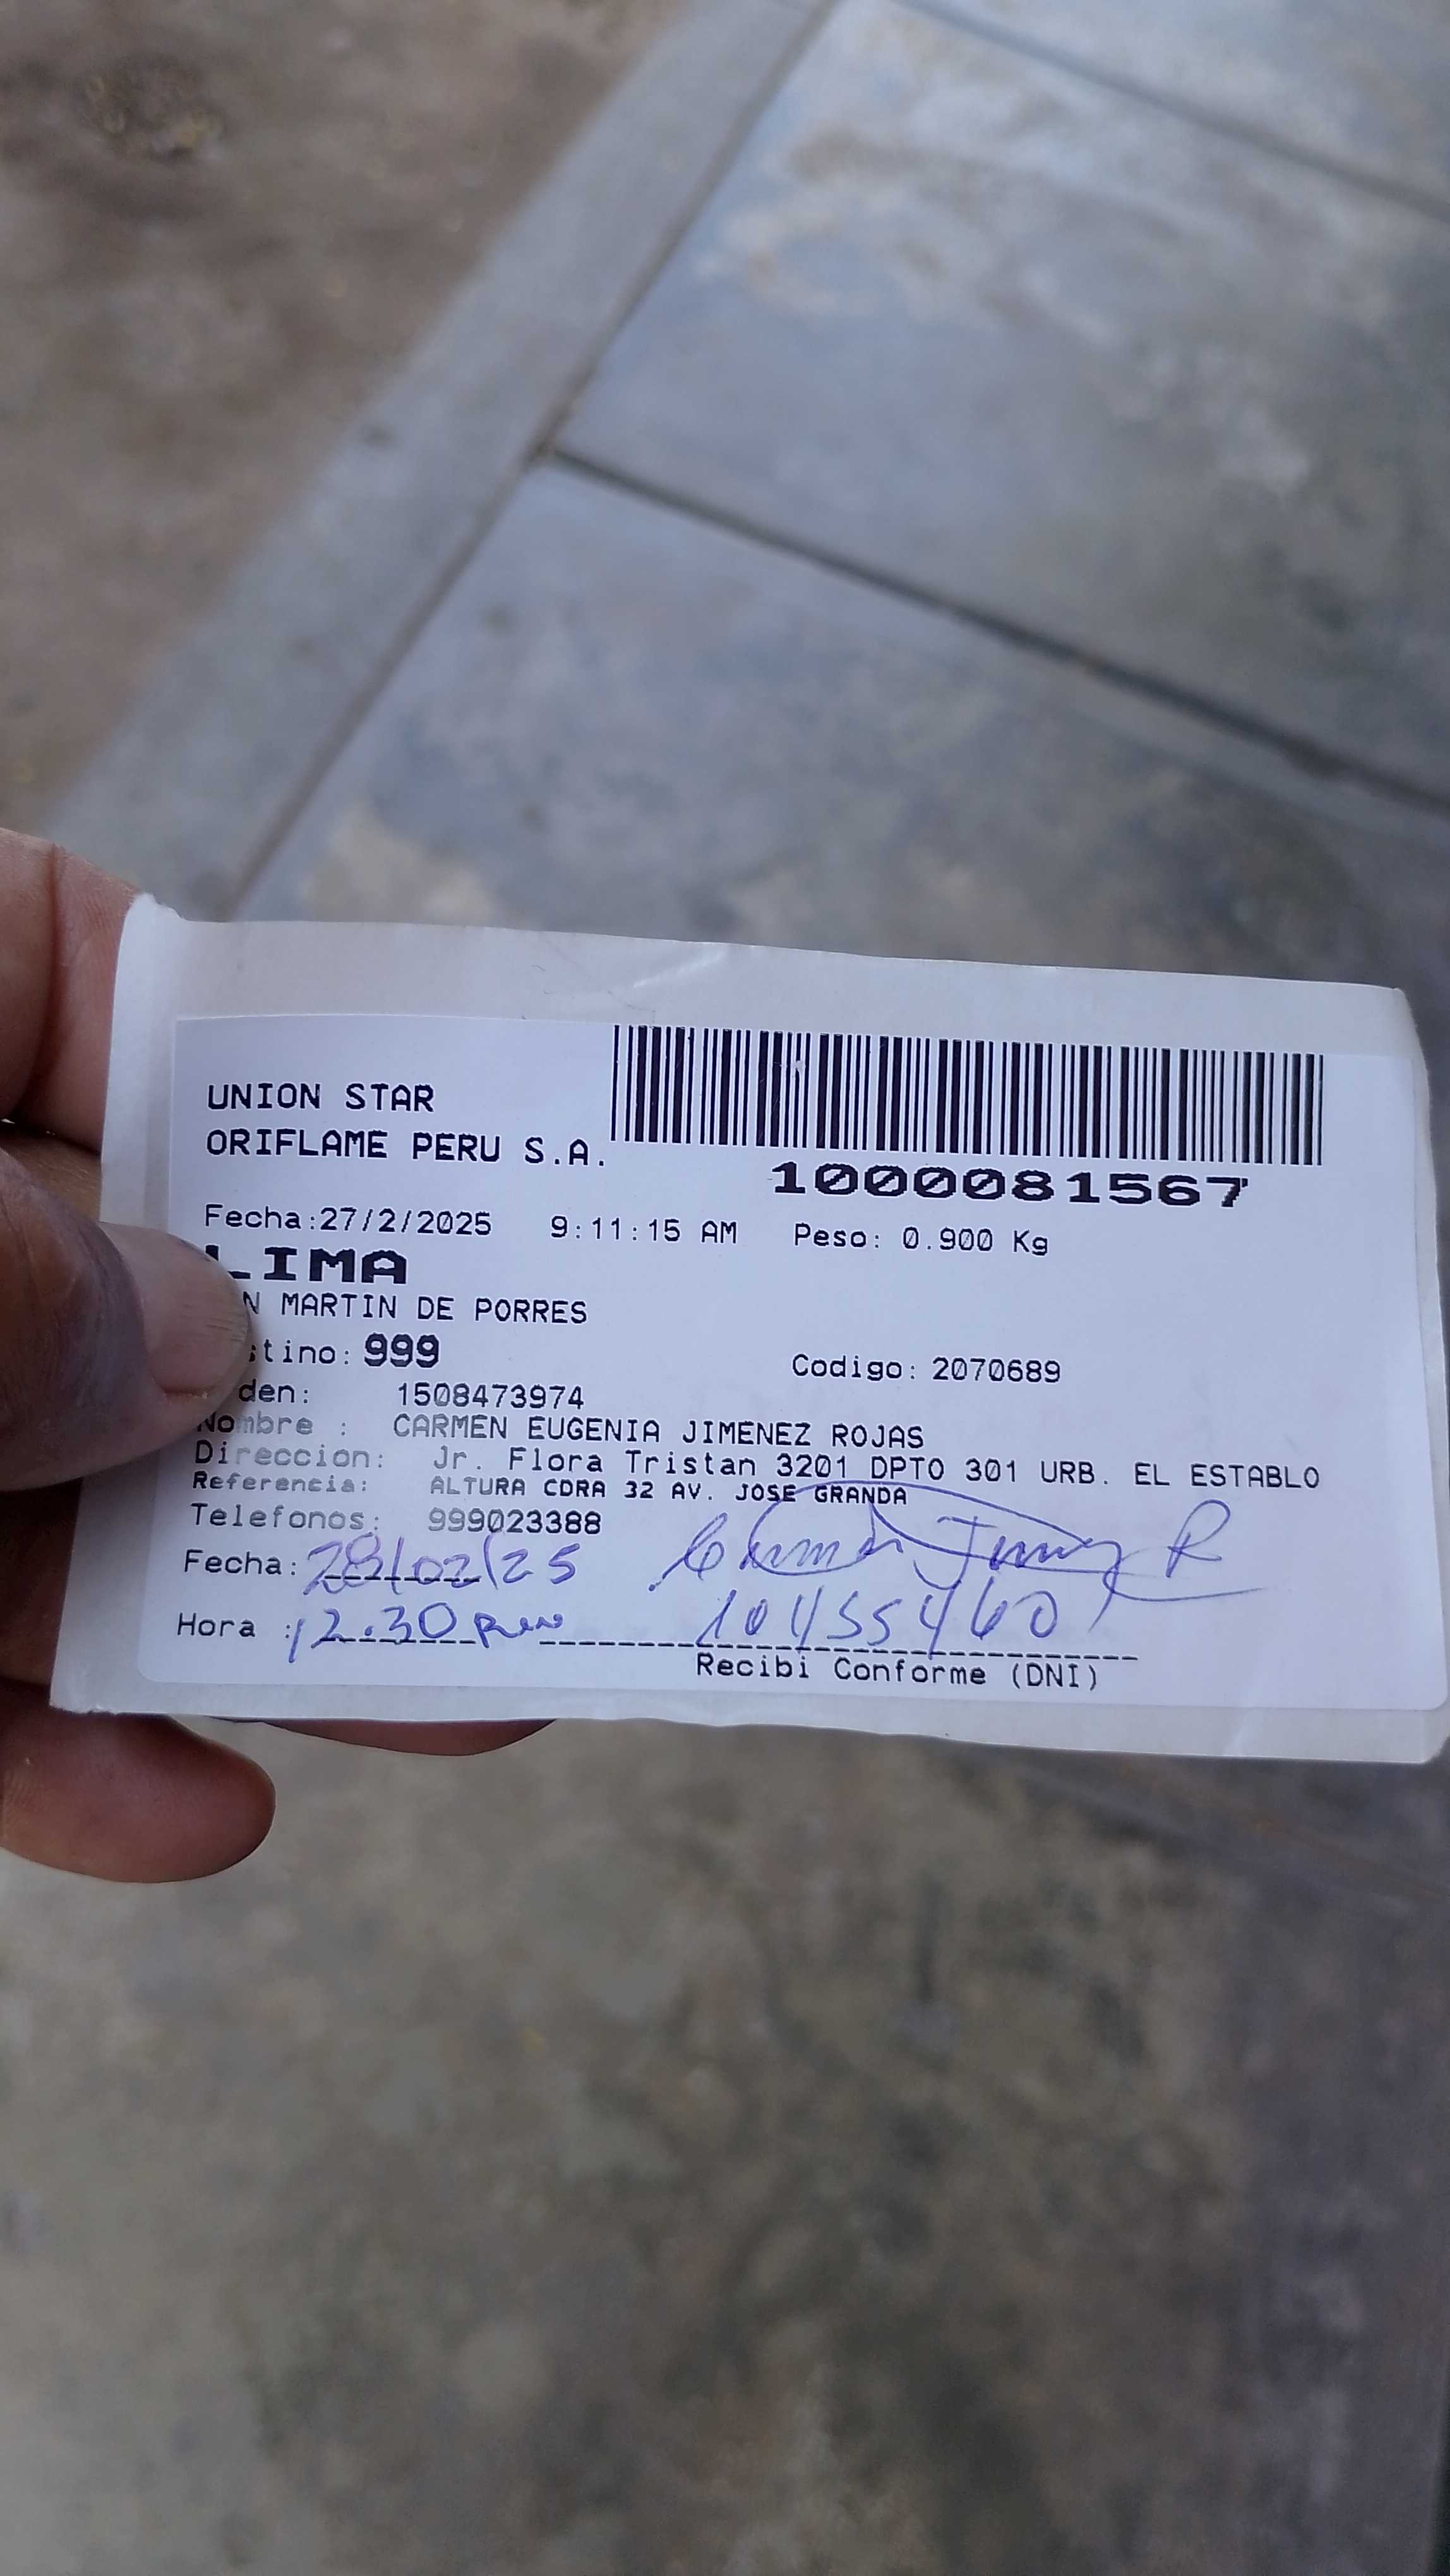 UNION STAR
ORIFLAME PERU S.A.
1000081567
Fecha:27/2/2025 9:11:15 AM Peso: 0.900 Kg
LIMA
N MARTIN DE PORRES
stino: 999 Codigo: 2070689
den: 1508473974
Nombre : CARMEN EUGENIA JIMENEZ ROJAS
Direccion: Jr. Flora Tristan 3201 DPTO 301 URB. EL ESTABLO
Referencia: ALTURA CDRA 32 AV. JOSE GRANDA
Telefonos: 999023388
Fecha: 28/02/25
Hora : 12.30 pm 10455460
Recibi Conforme (DNI)